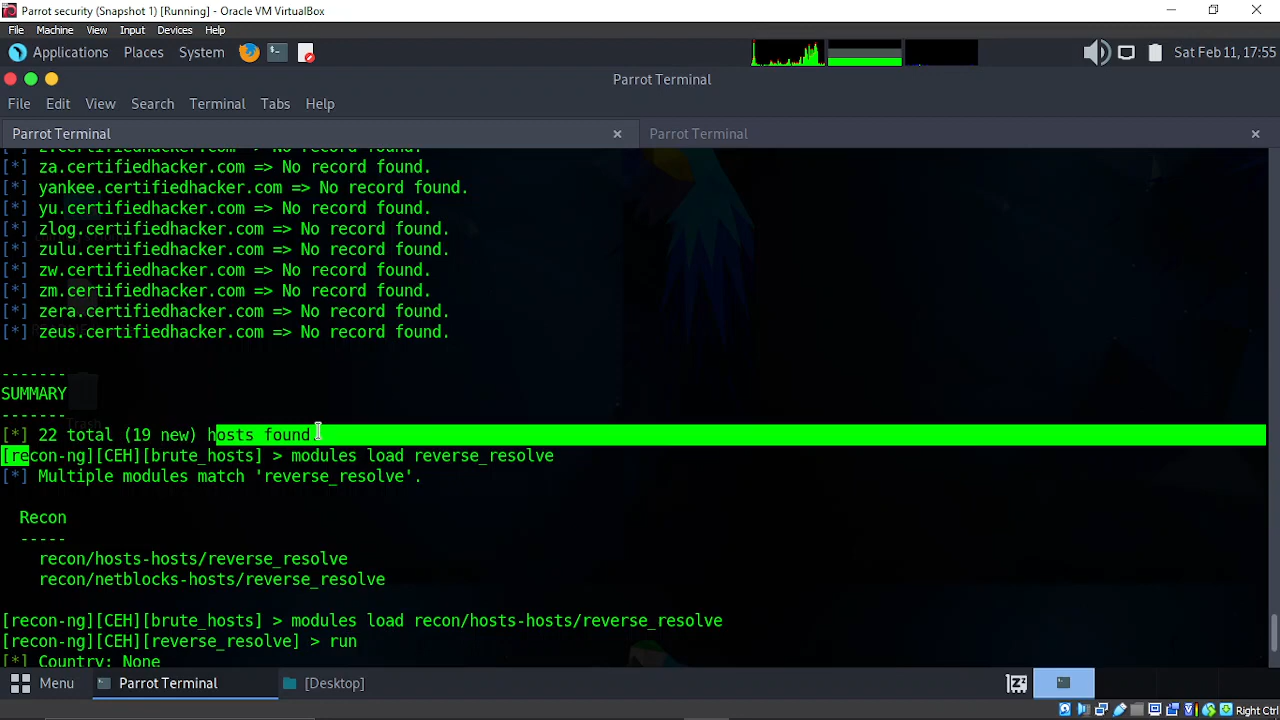 Parrot security (Snapshot 1) [Running] - Oracle VM VirtualBox
File Machine View Input Devices Help
Applications Places System Sat Feb 11, 17:55
Parrot Terminal
File Edit View Search Terminal Tabs Help
Parrot Terminal Parrot Terminal
[*] z.certifiedhacker.com => No record found.
[*] za.certifiedhacker.com => No record found.
[*] yankee.certifiedhacker.com => No record found.
[*] yu.certifiedhacker.com => No record found.
[*] zlog.certifiedhacker.com => No record found.
[*] zulu.certifiedhacker.com => No record found.
[*] zw.certifiedhacker.com => No record found.
[*] zm.certifiedhacker.com => No record found.
[*] zera.certifiedhacker.com => No record found.
[*] zeus.certifiedhacker.com => No record found.
-------
SUMMARY
-------
[*] 22 total (19 new) hosts found.
[recon-ng][CEH][brute_hosts] > modules load reverse_resolve
[*] Multiple modules match 'reverse_resolve'.
Recon
-----
recon/hosts-hosts/reverse_resolve
recon/netblocks-hosts/reverse_resolve
[recon-ng][CEH][brute_hosts] > modules load recon/hosts-hosts/reverse_resolve
[recon-ng][CEH][reverse_resolve] > run
[*] Country: None
Menu Parrot Terminal [Desktop]
Right Ctrl